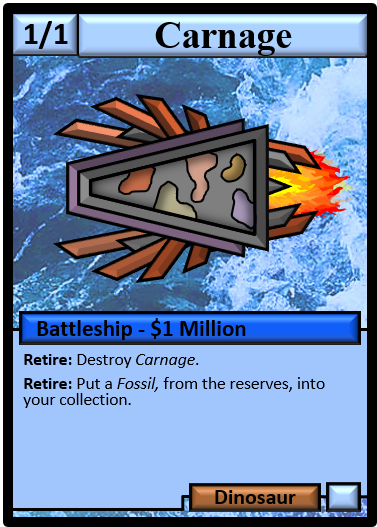 1/1 Carnage
Battleship - $1 Million
Retire: Destroy Carnage.
Retire: Put a Fossil, from the reserves, into
your collection.
Dinosaur